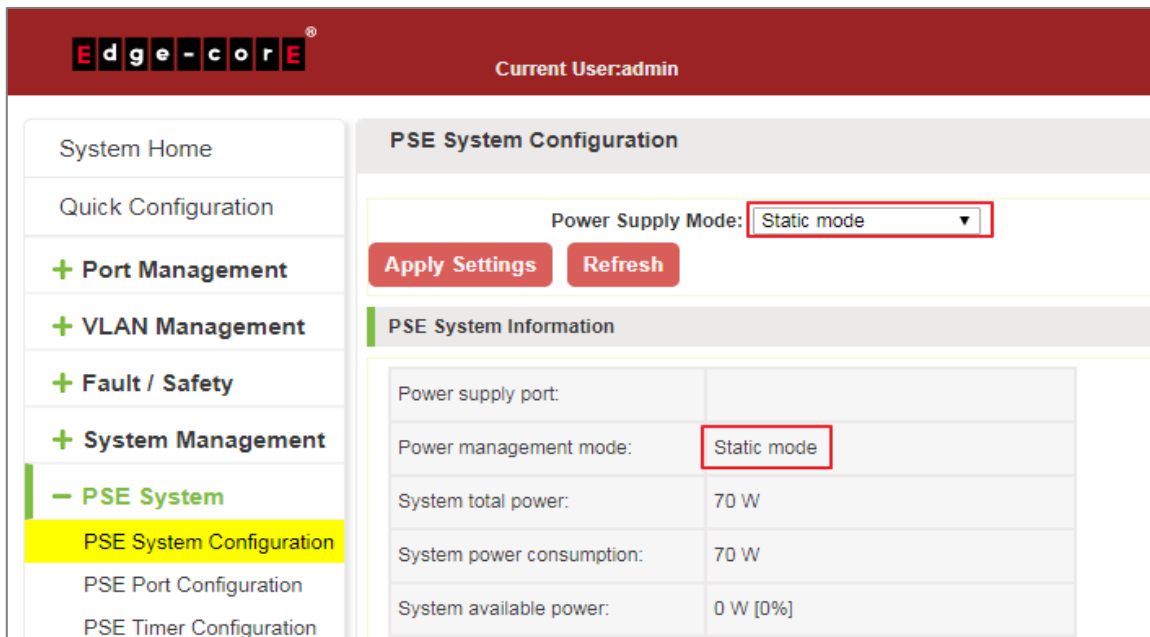 Edge-corE®
Current User:admin
System Home
Quick Configuration
+ Port Management
+ VLAN Management
+ Fault / Safety
+ System Management
− PSE System
PSE System Configuration
PSE Port Configuration
PSE Timer Configuration
PSE System Configuration
Power Supply Mode: Static mode
Apply Settings Refresh
PSE System Information
Power supply port:
Power management mode: Static mode
System total power: 70 W
System power consumption: 70 W
System available power: 0 W [0%]